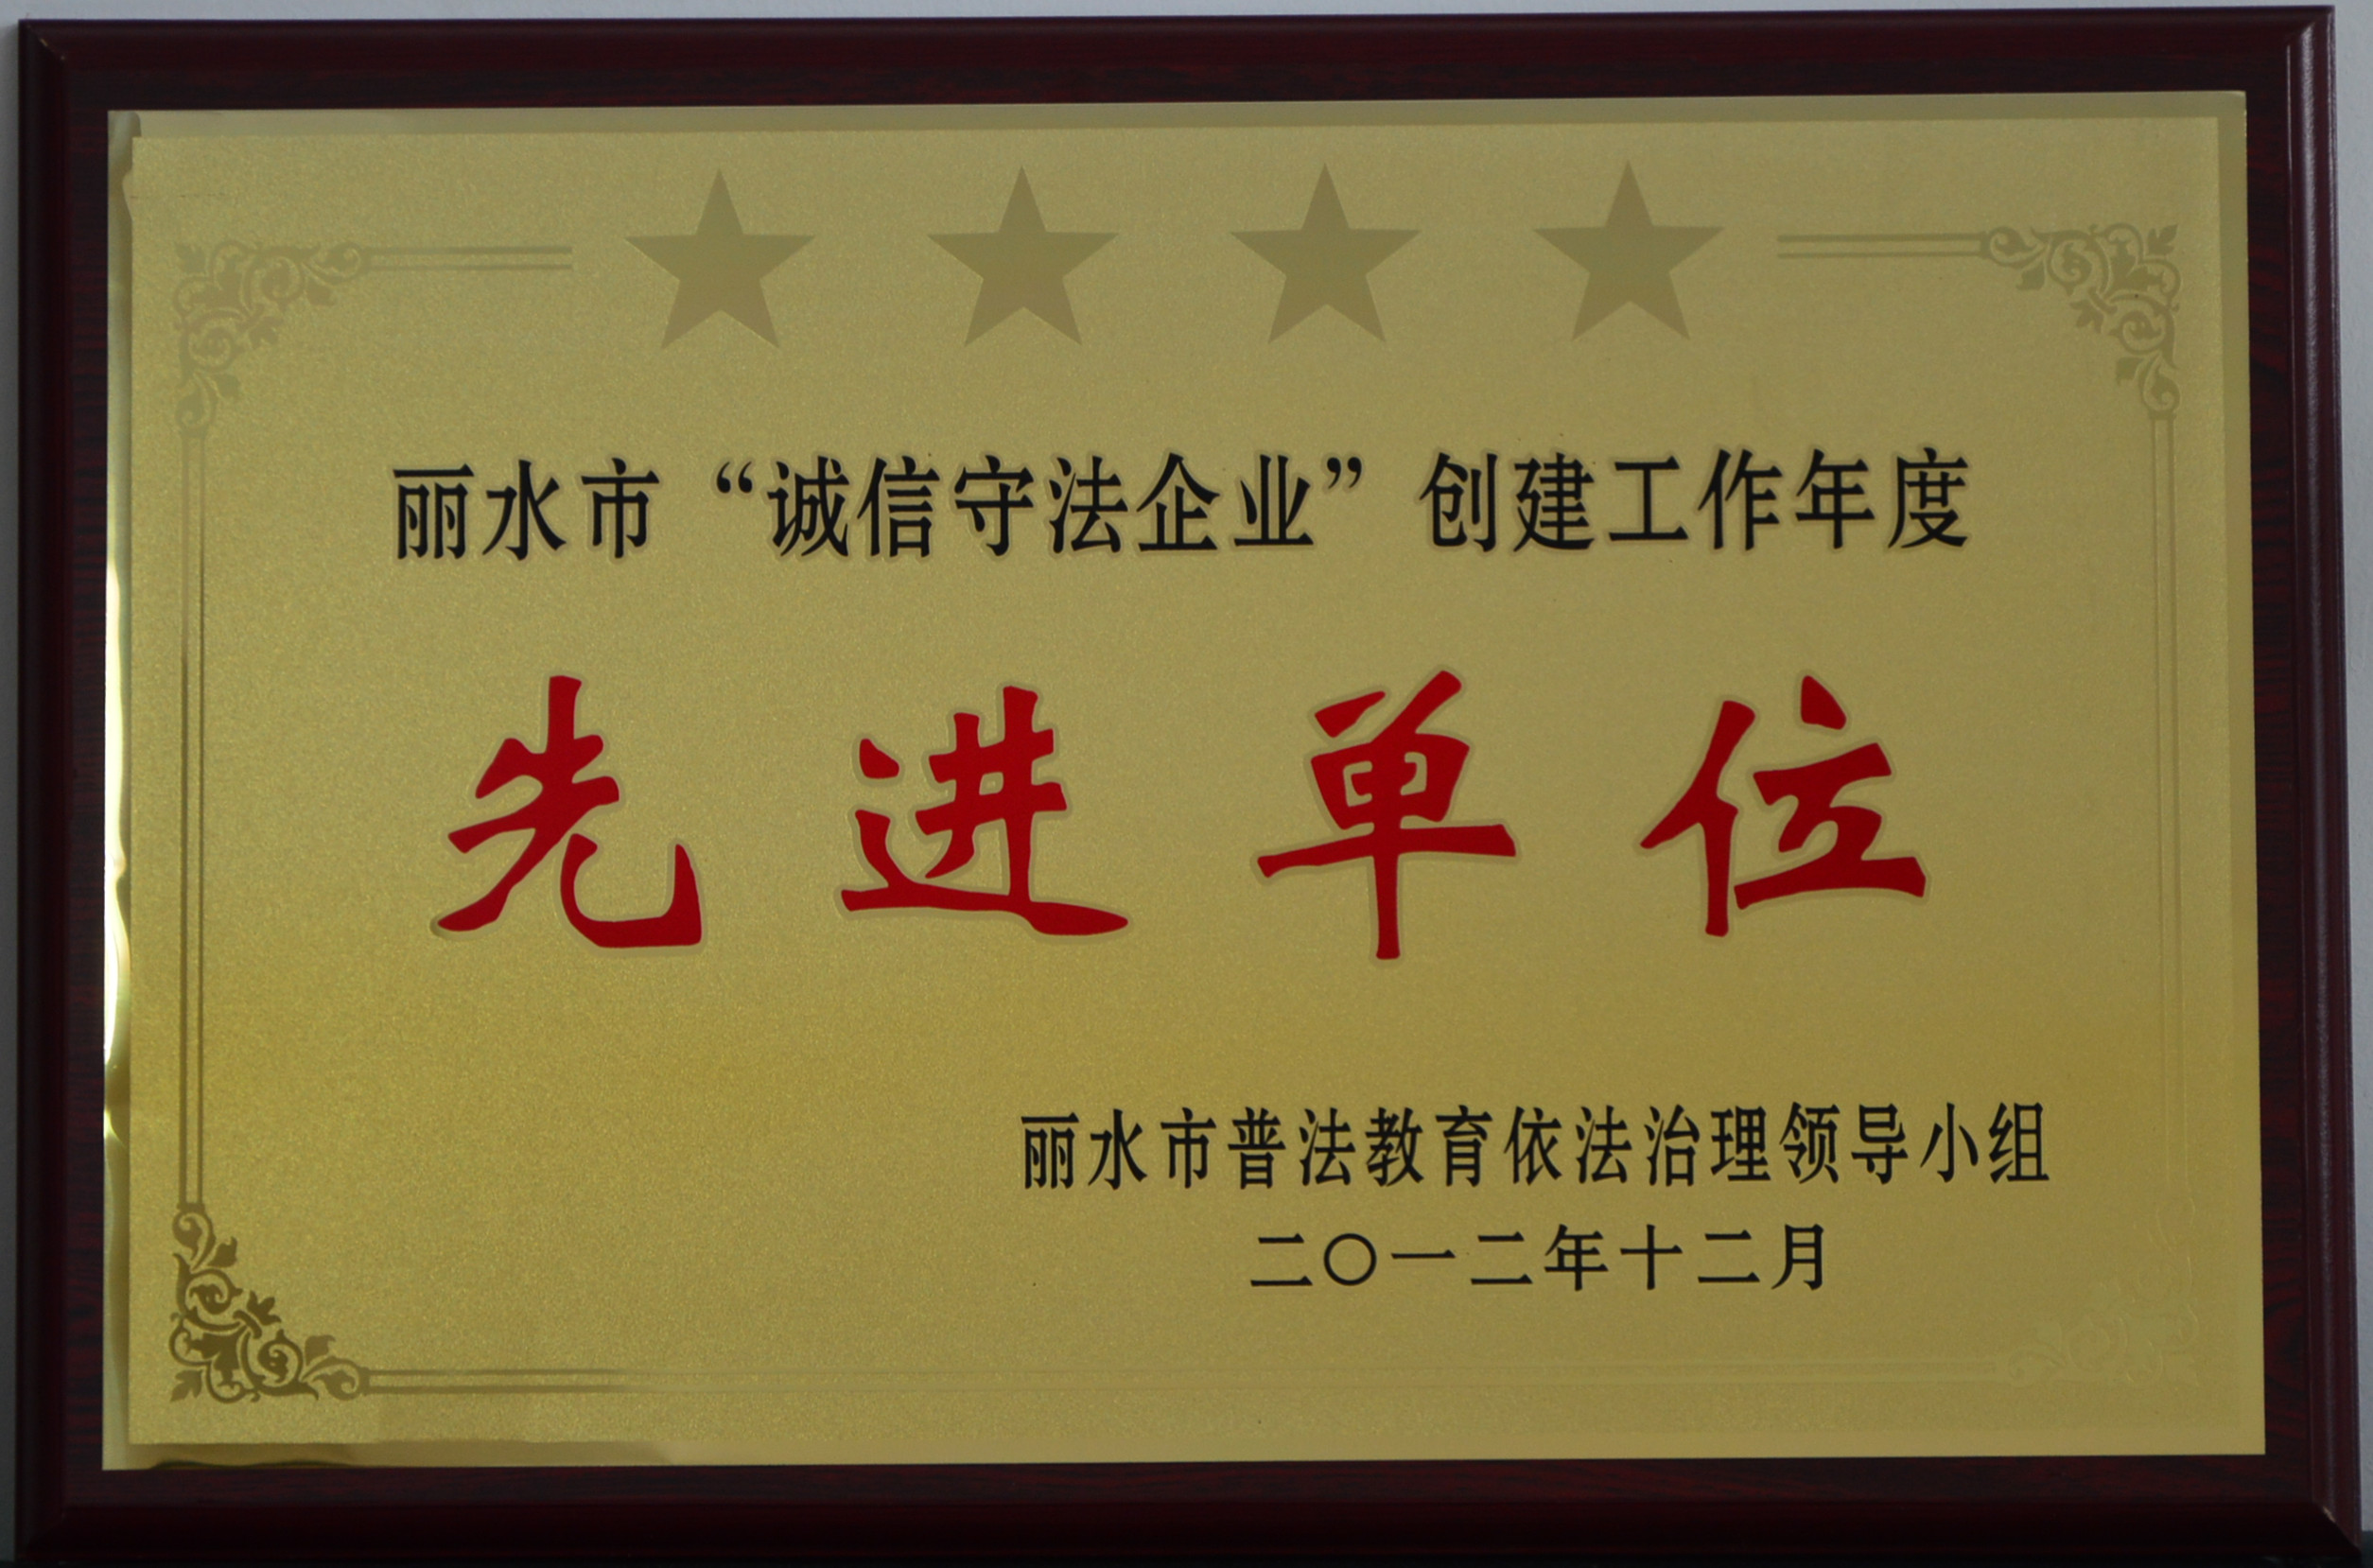 丽水市“诚信守法企业”创建工作年度
先进单位
丽水市普法教育依法治理领导小组
二〇一二年十二月